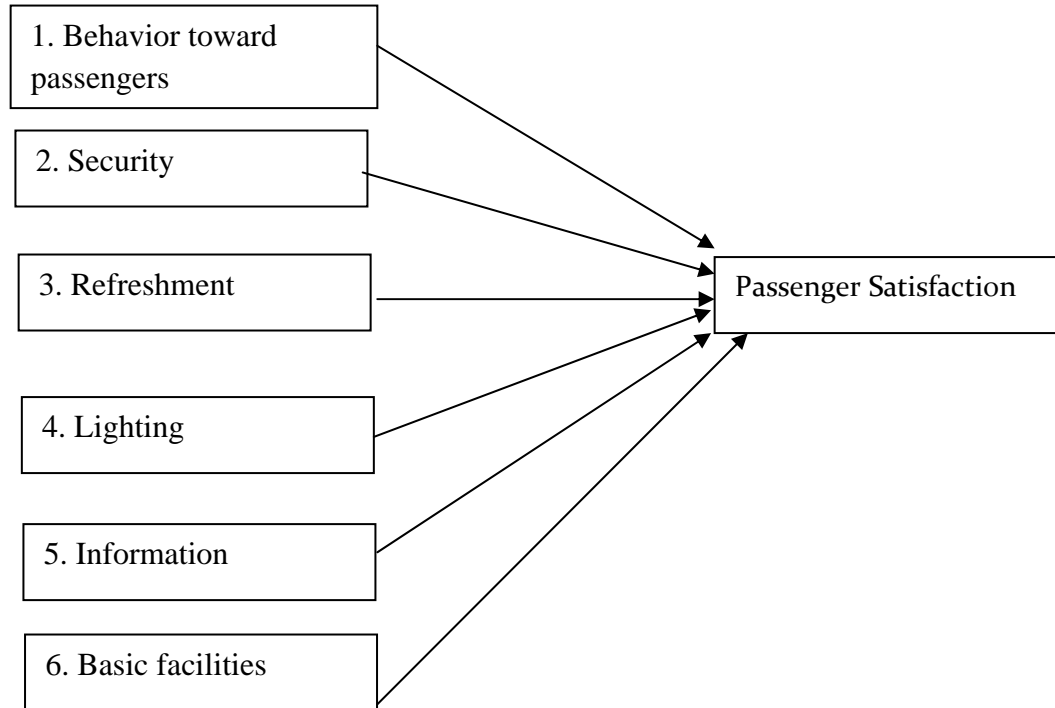 1. Behavior toward
passengers
2. Security
3. Refreshment
Passenger Satisfaction
4. Lighting
5. Information
6. Basic facilities